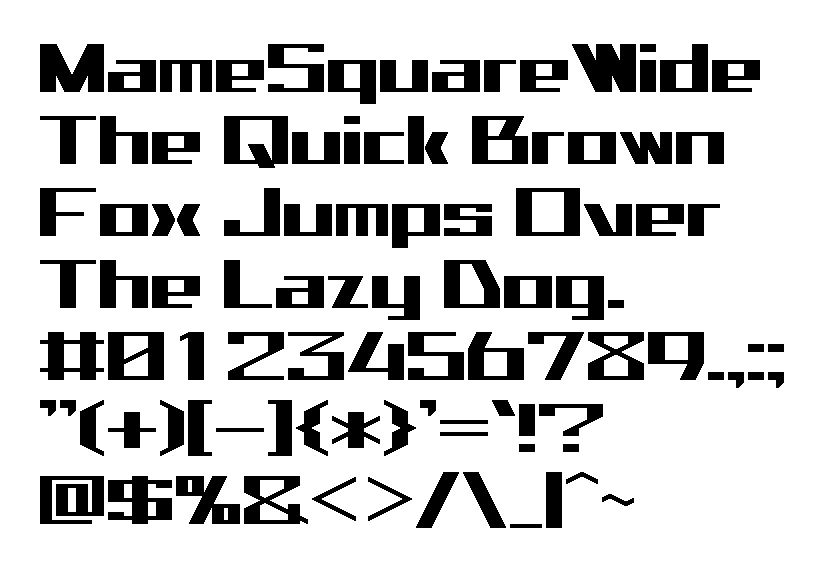 MameSquareWide
The Quick Brown
Fox Jumps Over
The Lazy Dog.
#0123456789.,:;
"(+)[-]{*}'=`!?
@$%&<>/\_|^~